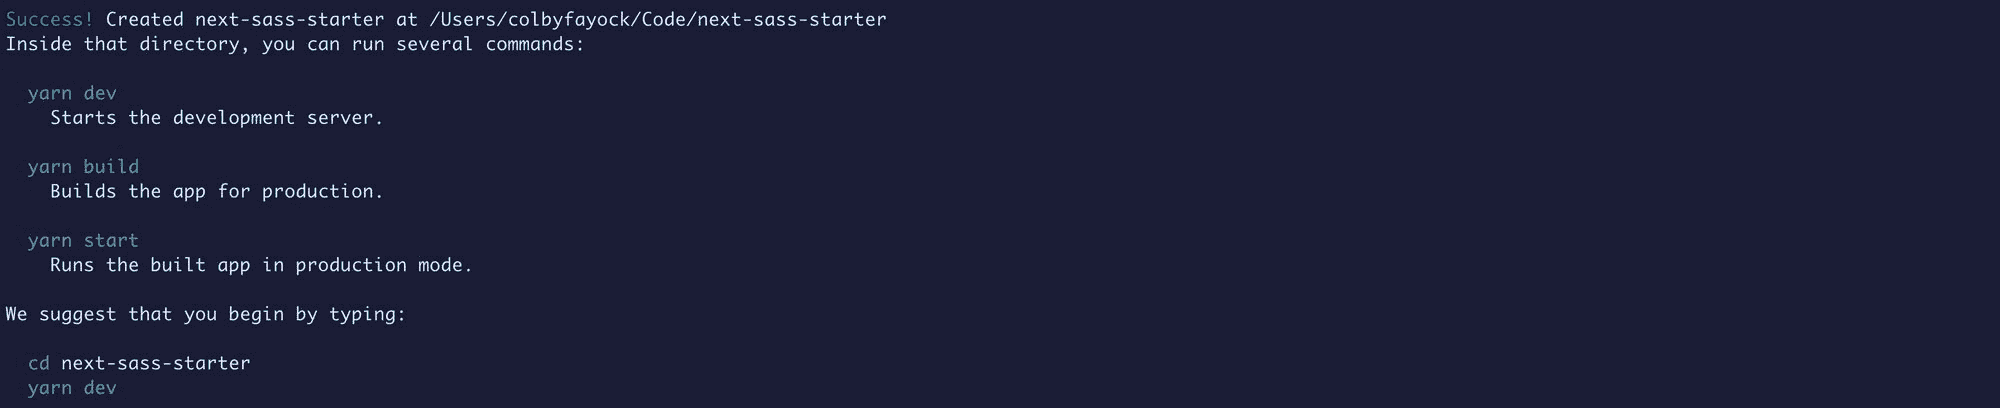 Success! Created next-sass-starter at /Users/colbyfayock/Code/next-sass-starter
Inside that directory, you can run several commands:
yarn dev
Starts the development server.
yarn build
Builds the app for production.
yarn start
Runs the built app in production mode.
We suggest that you begin by typing:
cd next-sass-starter
yarn dev